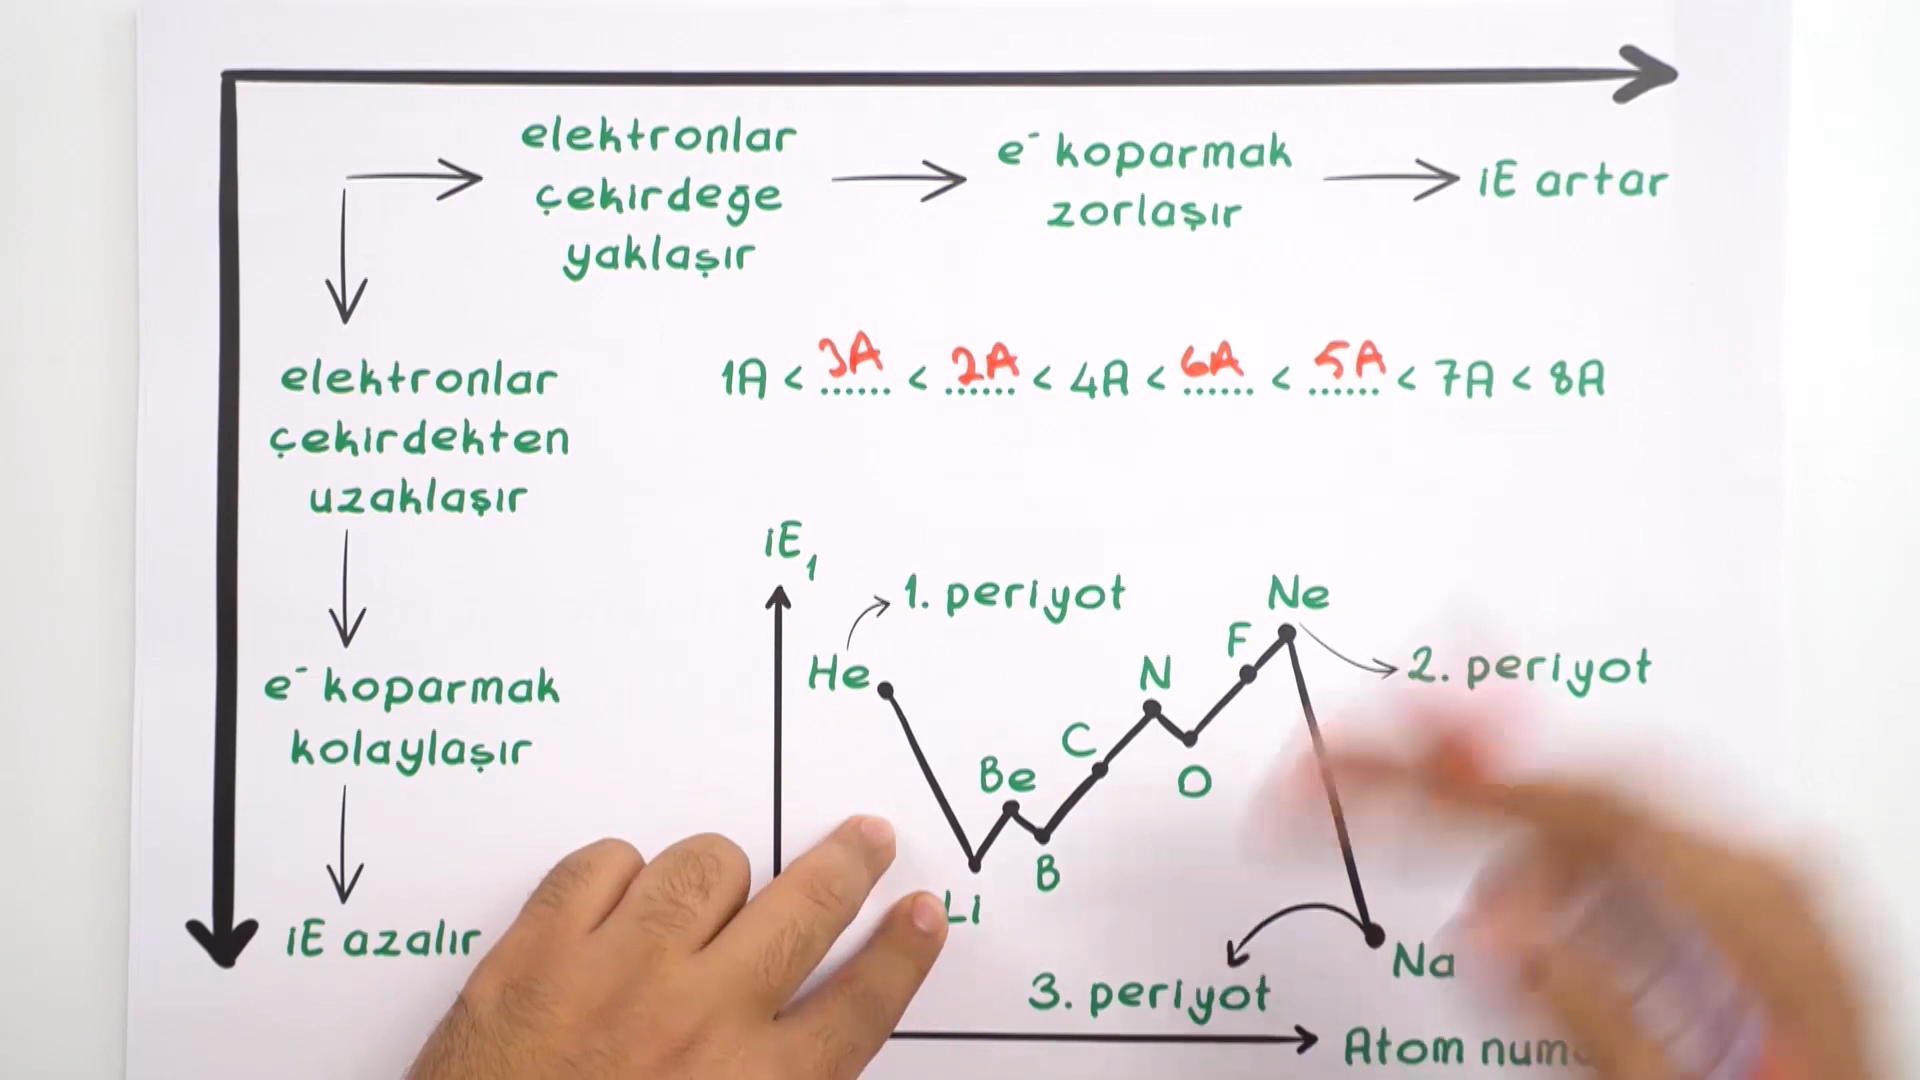 elektronlar
çekirdeğe
yaklaşır
e⁻ koparmak
zorlaşır
iE artar
elektronlar
çekirdekten
uzaklaşır
e⁻ koparmak
kolaylaşır
iE azalır
1A < 3A < 2A < 4A < 6A < 5A < 7A < 8A
iE₁
1. periyot
He
Li
Be
B
C
N
O
F
Ne
2. periyot
Na
3. periyot
Atom